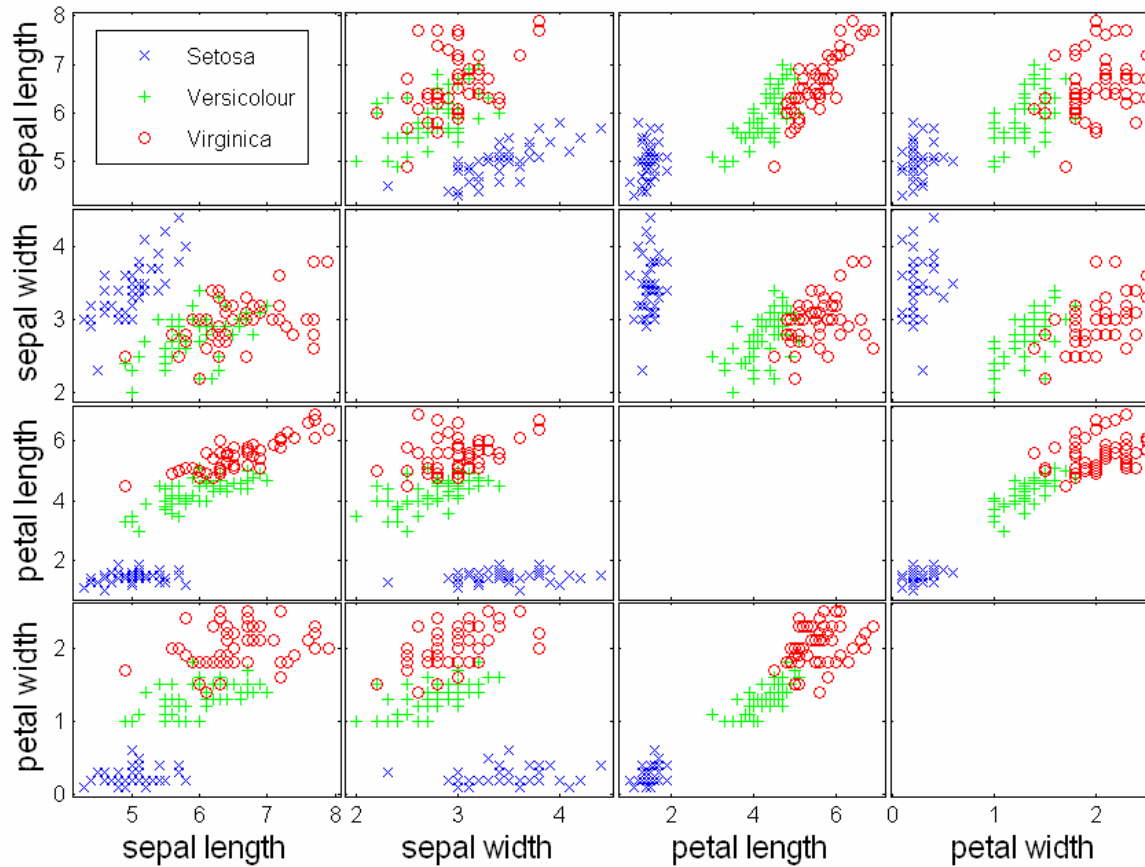 8
7
6
5
sepal length
Setosa
Versicolour
Virginica
4
3
2
sepal width
6
4
2
petal length
2
1
0
petal width
5 6 7 2 3 4 2 4 6 0 1 2
sepal length sepal width petal length petal width